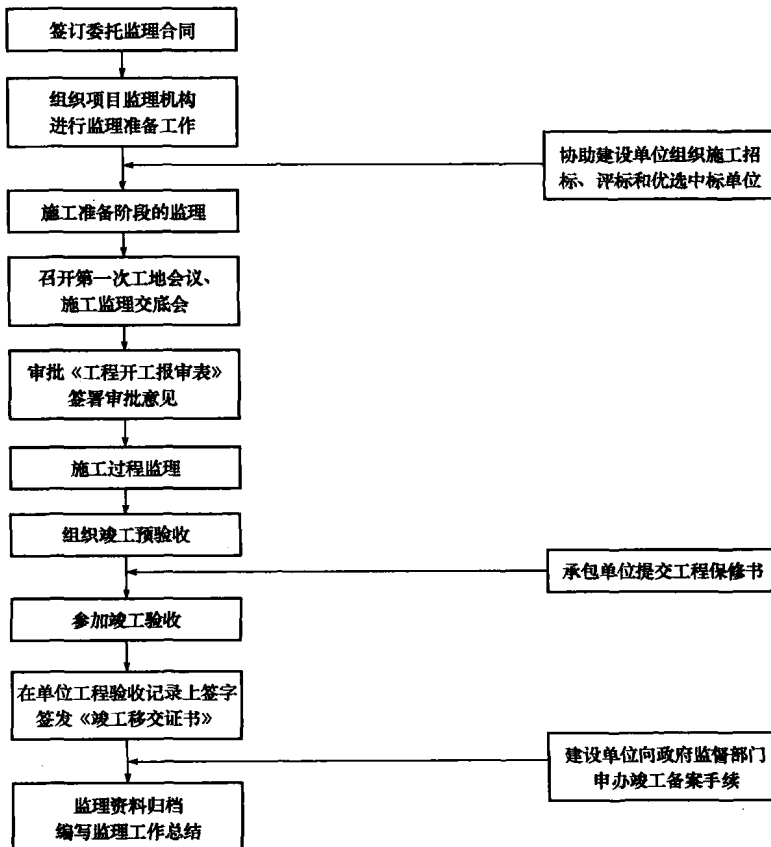 签订委托监理合同
组织项目监理机构
进行监理准备工作
协助建设单位组织施工招
标、评标和优选中标单位
施工准备阶段的监理
召开第一次工地会议、
施工监理交底会
审批《工程开工报审表》
签署审批意见
施工过程监理
组织竣工预验收
承包单位提交工程保修书
参加竣工验收
在单位工程验收记录上签字
签发《竣工移交证书》
建设单位向政府监督部门
申办竣工备案手续
监理资料归档
编写监理工作总结